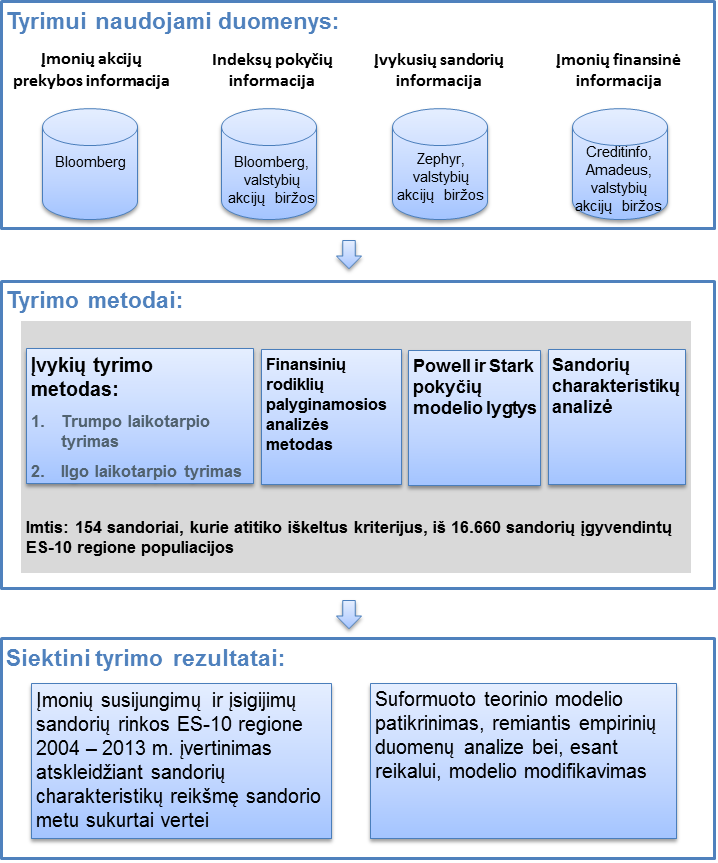 Tyrimui naudojami duomenys:
Įmonių akcijų
prekybos informacija
Indeksų pokyčių
informacija
Įvykusių sandorių
informacija
Įmonių finansinė
informacija
Bloomberg
Bloomberg,
valstybių
akcijų biržos
Zephyr,
valstybių
akcijų biržos
Creditinfo,
Amadeus,
valstybių
akcijų biržos
Tyrimo metodai:
Įvykių tyrimo
metodas:
1. Trumpo laikotarpio
tyrimas
2. Ilgo laikotarpio tyrimas
Finansinių
rodiklių
palyginamosios
analizės
metodas
Powell ir Stark
pokyčių
modelio lygtys
Sandorių
charakteristikų
analizė
Imtis: 154 sandoriai, kurie atitiko iškeltus kriterijus, iš 16.660 sandorių įgyvendintų
ES-10 regione populiacijos
Siektini tyrimo rezultatai:
Įmonių susijungimų ir įsigijimų
sandorių rinkos ES-10 regione
2004 – 2013 m. įvertinimas
atskleidžiant sandorių
charakteristikų reikšmę sandorio
metu sukurtai vertei
Suformuoto teorinio modelio
patikrinimas, remiantis empirinių
duomenų analize bei, esant
reikalui, modelio modifikavimas